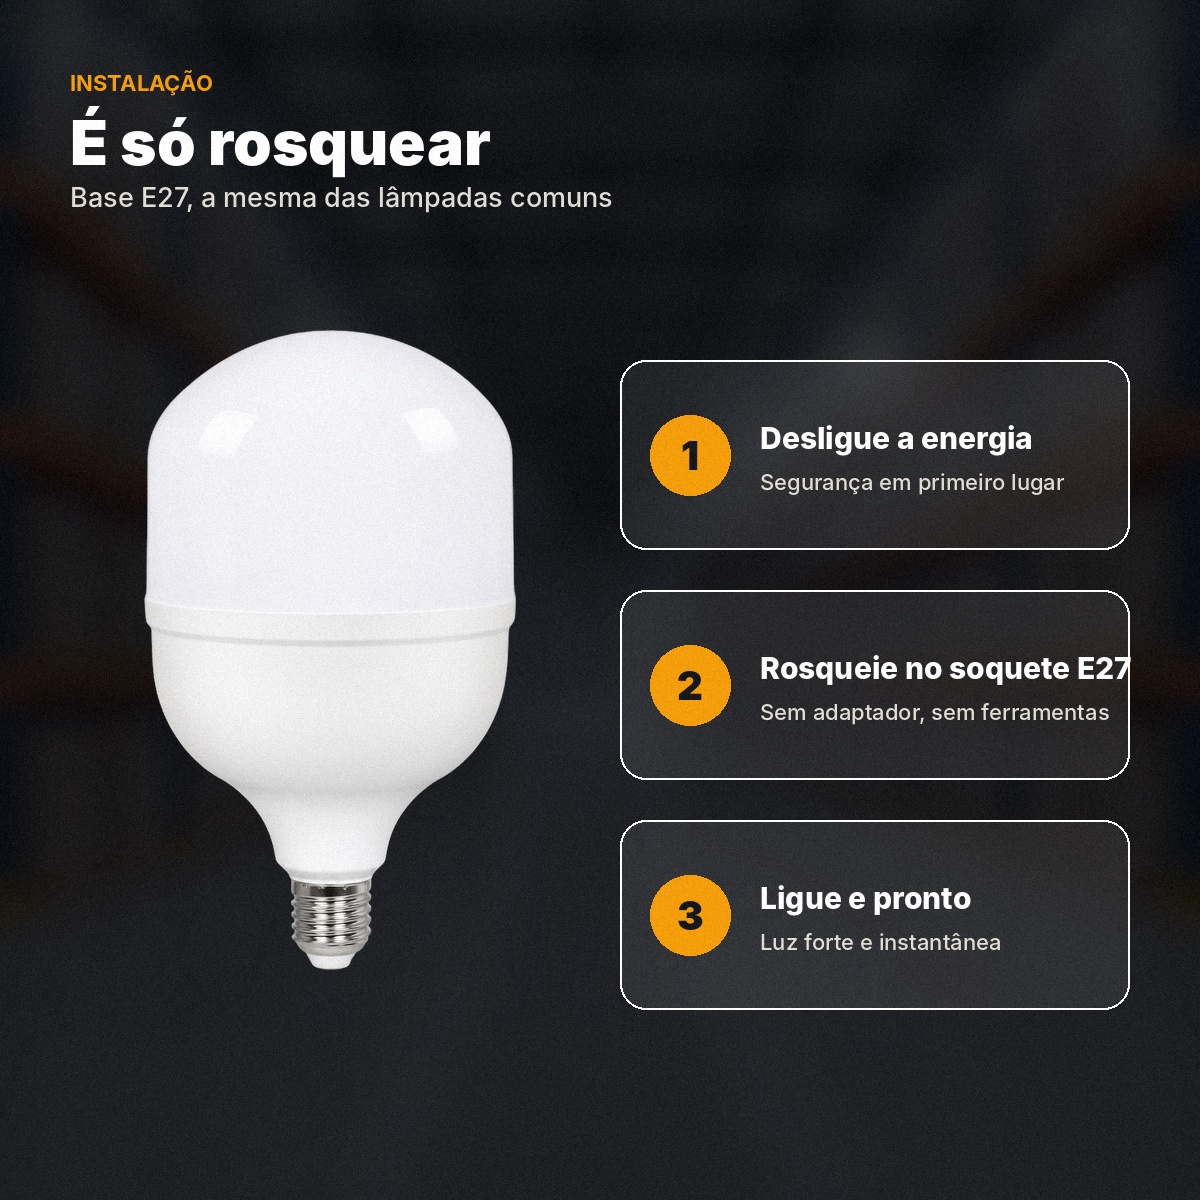 INSTALAÇÃO
É só rosquear
Base E27, a mesma das lâmpadas comuns
1
Desligue a energia
Segurança em primeiro lugar
2
Rosqueie no soquete E27
Sem adaptador, sem ferramentas
3
Ligue e pronto
Luz forte e instantânea